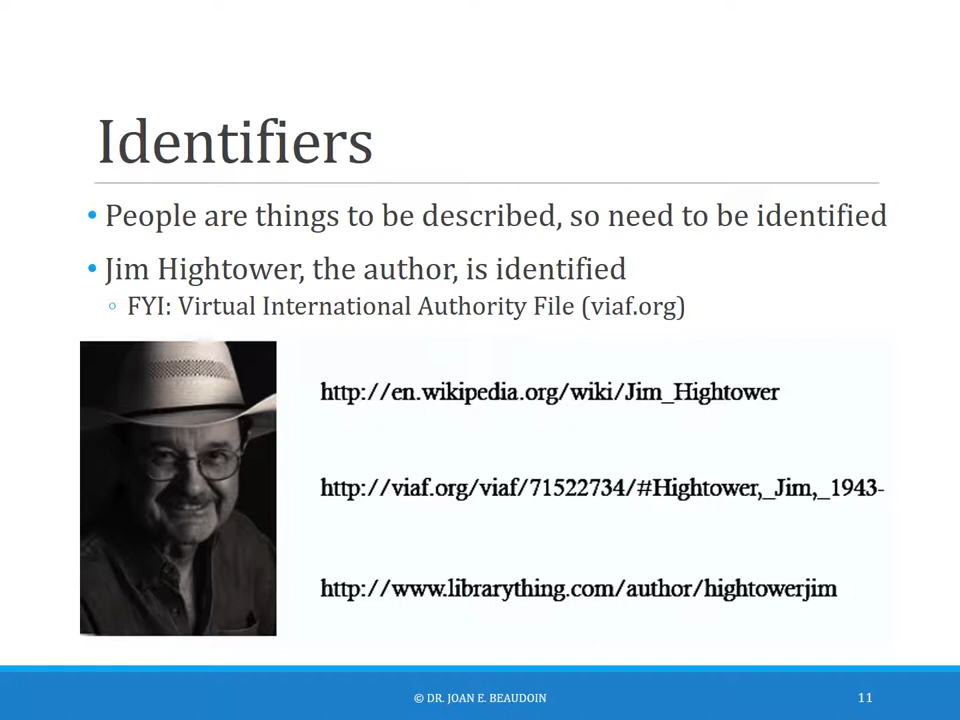 Identifiers
• People are things to be described, so need to be identified
• Jim Hightower, the author, is identified
◦ FYI: Virtual International Authority File (viaf.org)
http://en.wikipedia.org/wiki/Jim_Hightower
http://viaf.org/viaf/71522734/#Hightower,_Jim,_1943-
http://www.librarything.com/author/hightowerjim
© DR. JOAN E. BEAUDOIN
11